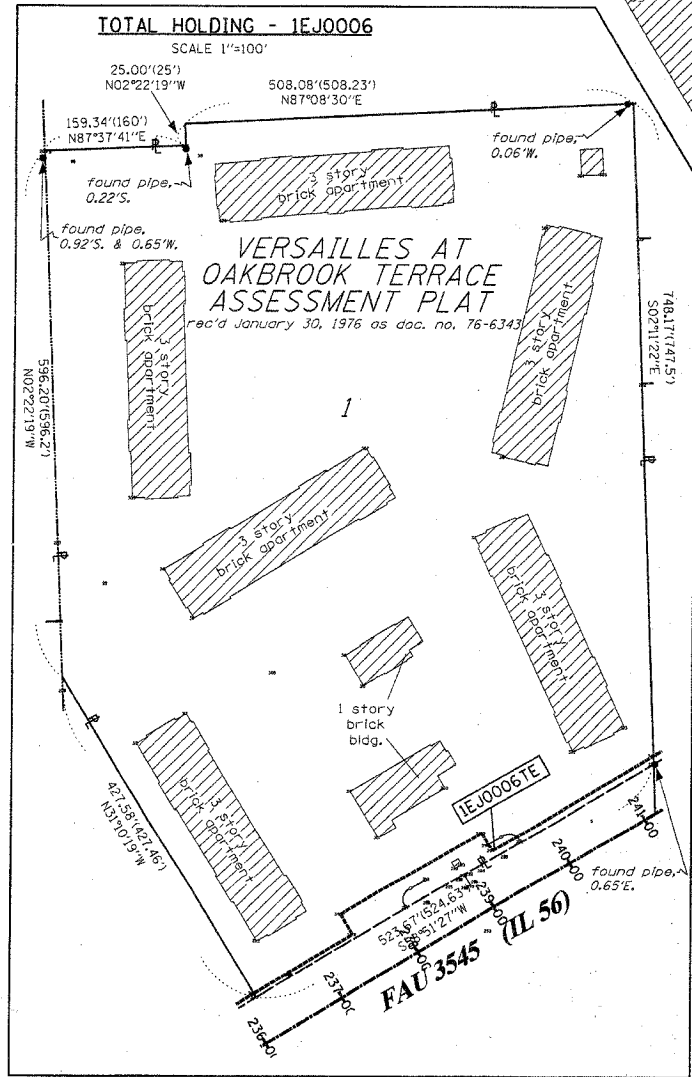 TOTAL HOLDING - 1EJ0006
SCALE 1"=100'
25.00'(25')
N02°22'19"W
508.08'(508.23')
N87°08'30"E
159.34'(160')
N87°37'41"E
found pipe,
0.06'W.
found pipe,
0.22'S.
found pipe,
0.92'S. & 0.65'W.
3 story
brick apartment
VERSAILLES AT
OAKBROOK TERRACE
ASSESSMENT PLAT
rec'd January 30, 1976 as doc. no. 76-6343
3 story
brick apartment
3 story
brick apartment
748.17'(747.5')
S02°11'22"E
596.20'(596.2')
N02°22'19"W
1
3 story
brick apartment
3 story
brick apartment
1 story
brick
bldg.
3 story
brick apartment
427.58'(427.46')
N31°10'19"W
1EJ0006TE
523.67'(524.63')
51'27"W
found pipe,
0.65'E.
241+00
240+00
239+00
237+0
236+0
FAU 3545 (IL 56)